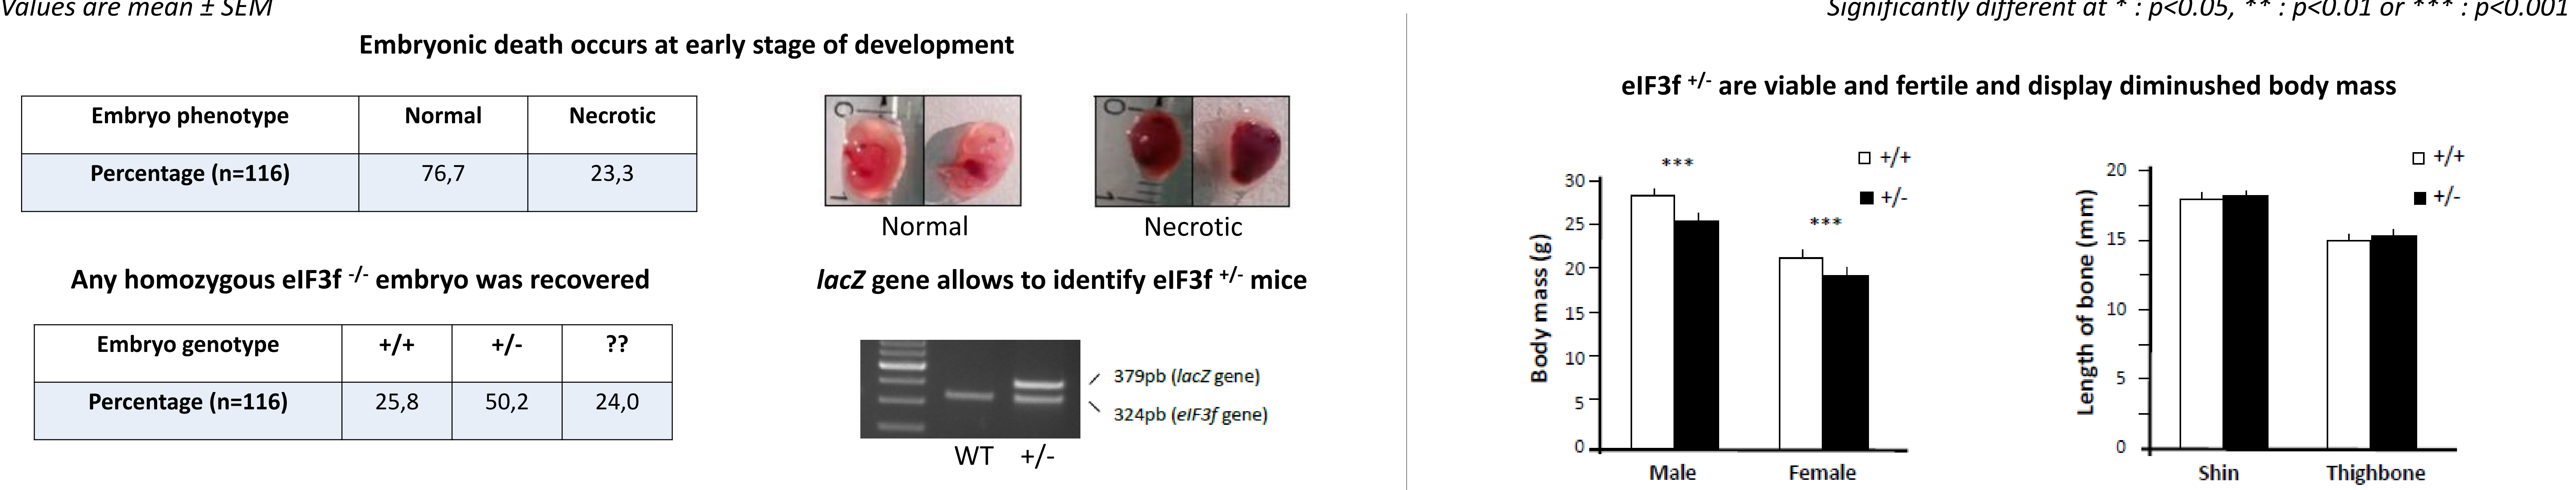 Values are mean ± SEM
Significantly different at * : p<0.05, ** : p<0.01 or *** : p<0.001
Embryonic death occurs at early stage of development
Embryo phenotype Normal Necrotic
Percentage (n=116) 76,7 23,3
Normal
Necrotic
Any homozygous eIF3f -/- embryo was recovered
Embryo genotype +/+ +/- ??
Percentage (n=116) 25,8 50,2 24,0
lacZ gene allows to identify eIF3f +/- mice
379pb (lacZ gene)
324pb (eIF3f gene)
WT +/-
eIF3f +/- are viable and fertile and display diminushed body mass
Body mass (g)
30
25
20
15
10
5
0
***
***
+/+
+/-
Male Female
Length of bone (mm)
20
15
10
5
0
+/+
+/-
Shin Thighbone